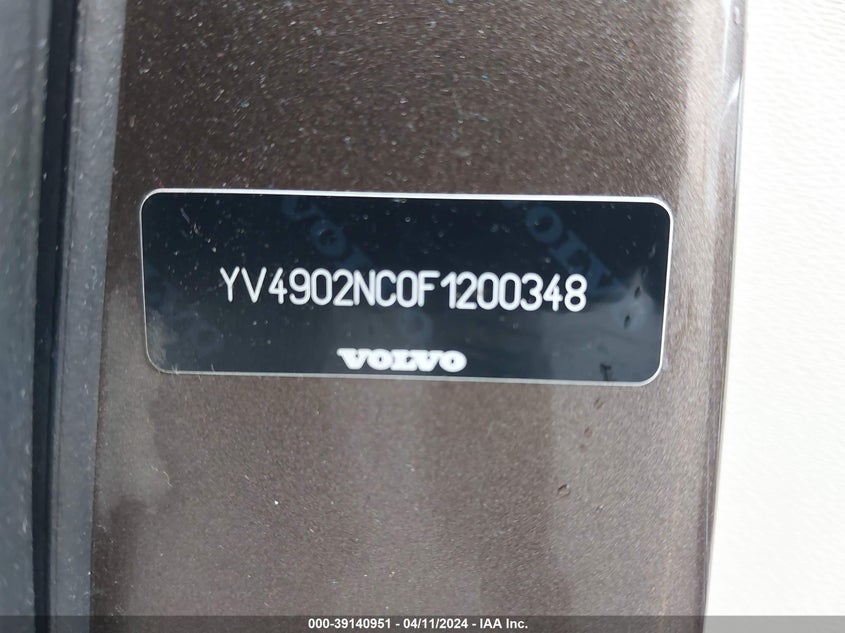 YV4902NC0F1200348
VOLVO
000-39140951 - 04/11/2024 - IAA Inc.